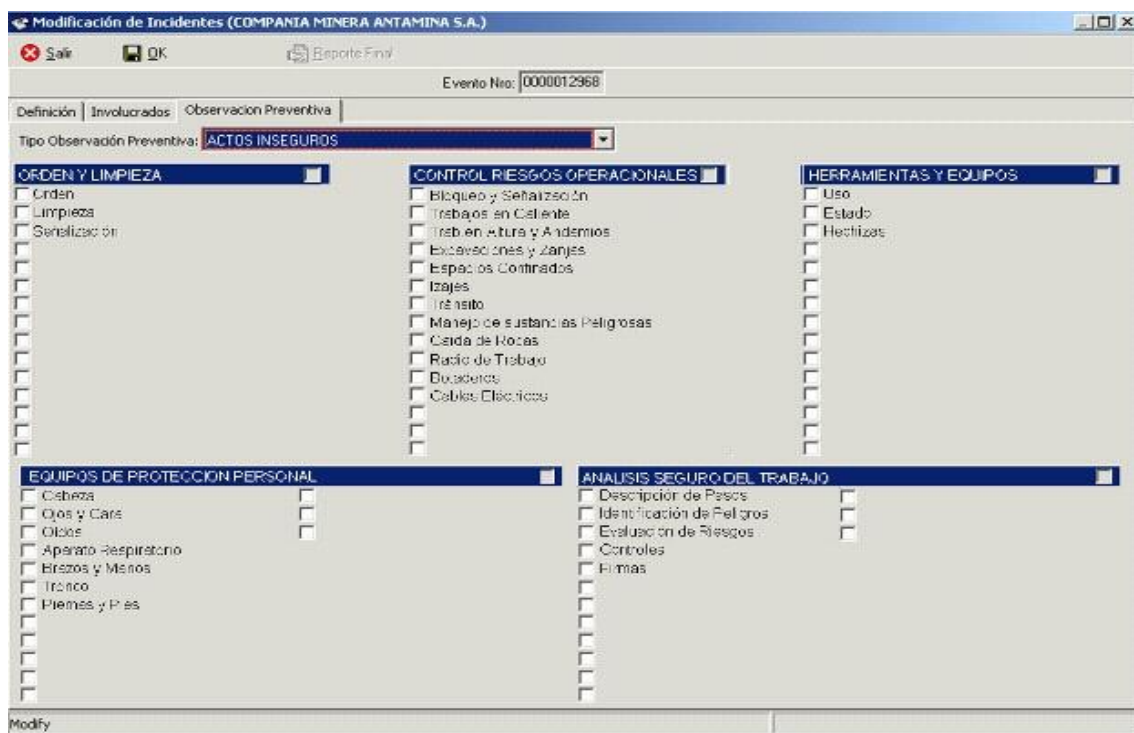 Modificación de Incidentes (COMPANIA MINERA ANTAMINA S.A.)
Salir OK Reporte Final
Evento Nro: 0000012968
Definición Involucrados Observacion Preventiva
Tipo Observación Preventiva: ACTOS INSEGUROS
ORDEN Y LIMPIEZA
Orden
Limpieza
Señalización
CONTROL RIESGOS OPERACIONALES
Bloqueo y Señalización
Trabajos en Caliente
Trab en Altura y Andamios
Excavaciones y Zanjas
Espacios Confinados
Izajes
Tránsito
Manejo de sustancias Peligrosas
Caida de Rocas
Radio de Trabajo
Botaderos
Cables Eléctricos
HERRAMIENTAS Y EQUIPOS
Uso
Estado
Hechizas
EQUIPOS DE PROTECCION PERSONAL
Cabeza
Ojos y Cara
Oidos
Aparato Respiratorio
Brazos y Manos
Tronco
Piernas y Pies
ANALISIS SEGURO DEL TRABAJO
Descripción de Pasos
Identificación de Peligros
Evaluación de Riesgos
Controles
Firmas
Modify